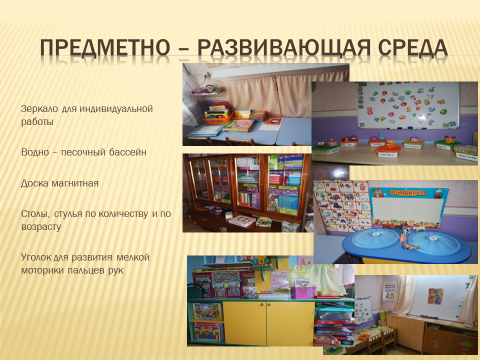 ПРЕДМЕТНО – РАЗВИВАЮЩАЯ СРЕДА
Зеркало для индивидуальной
работы
Водно – песочный бассейн
Доска магнитная
Столы, стулья по количеству и по
возрасту
Уголок для развития мелкой
моторики пальцев рук